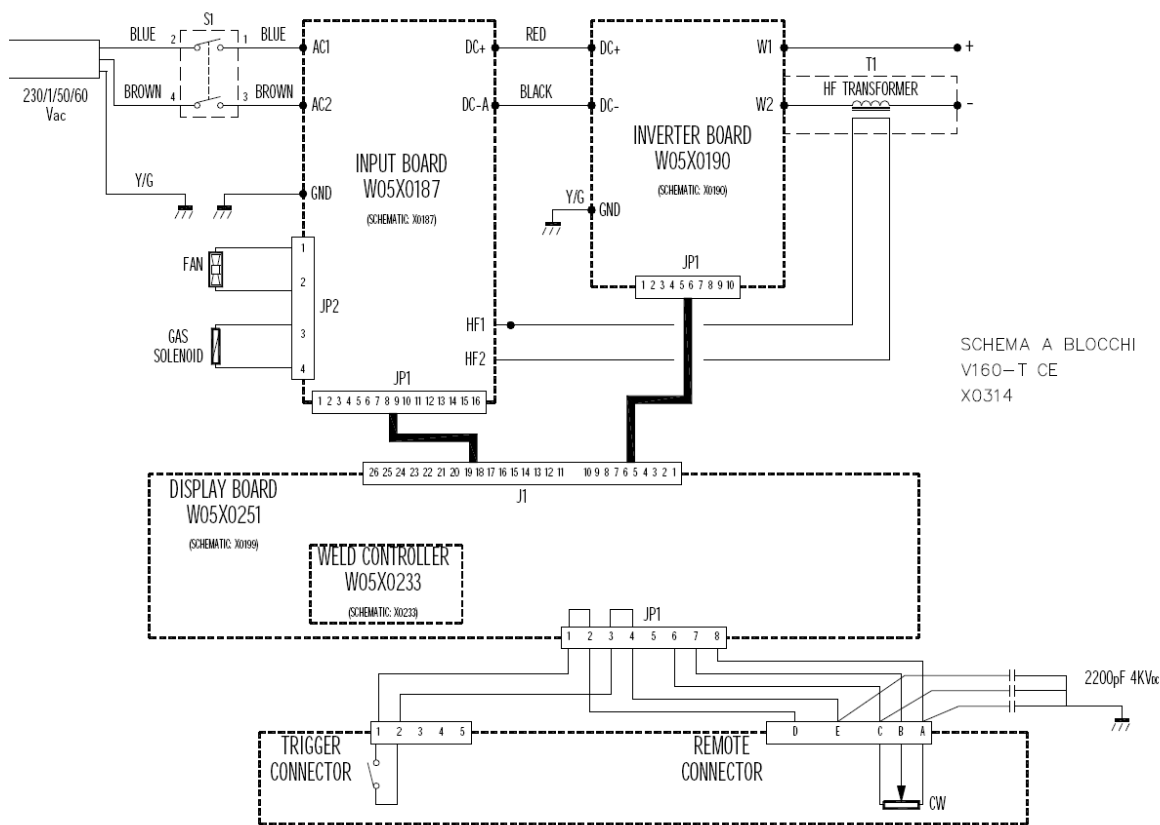 S1
BLUE 2 1 BLUE AC1 DC+ RED DC+ W1 +
T1
HF TRANSFORMER
BROWN 4 3 BROWN AC2 DC-A BLACK DC- W2 -
230/1/50/60
Vac
INPUT BOARD
W05X0187
(SCHEMATIC: X0187)
INVERTER BOARD
W05X0190
(SCHEMATIC: X0190)
Y/G GND Y/G GND
FAN 1
2
JP2
GAS
SOLENOID
3
4
JP1
1 2 3 4 5 6 7 8 9 10
HF1
HF2
SCHEMA A BLOCCHI
V160-T CE
X0314
JP1
1 2 3 4 5 6 7 8 9 10 11 12 13 14 15 16
26 25 24 23 22 21 20 19 18 17 16 15 14 13 12 11 10 9 8 7 6 5 4 3 2 1
J1
DISPLAY BOARD
W05X0251
(SCHEMATIC: X0199)
WELD CONTROLLER
W05X0233
(SCHEMATIC: X0233)
JP1
1 2 3 4 5 6 7 8
2200pF 4KVDC
1 2 3 4 5
D E C B A
TRIGGER
CONNECTOR
REMOTE
CONNECTOR
CW